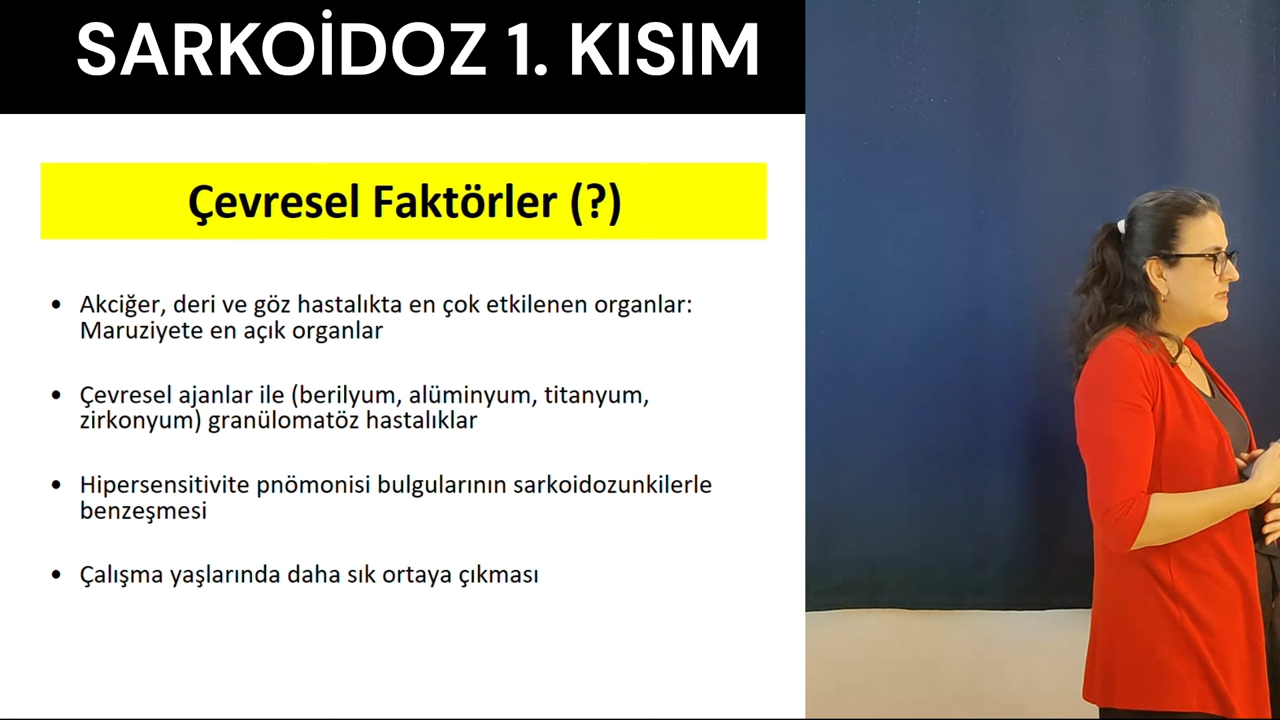 SARKOİDOZ 1. KISIM
Çevresel Faktörler (?)
• Akciğer, deri ve göz hastalıkta en çok etkilenen organlar:
Maruziyete en açık organlar
• Çevresel ajanlar ile (berilyum, alüminyum, titanyum,
zirkonyum) granülomatöz hastalıklar
• Hipersensitivite pnömonisi bulgularının sarkoidozunkilerle
benzeşmesi
• Çalışma yaşlarında daha sık ortaya çıkması